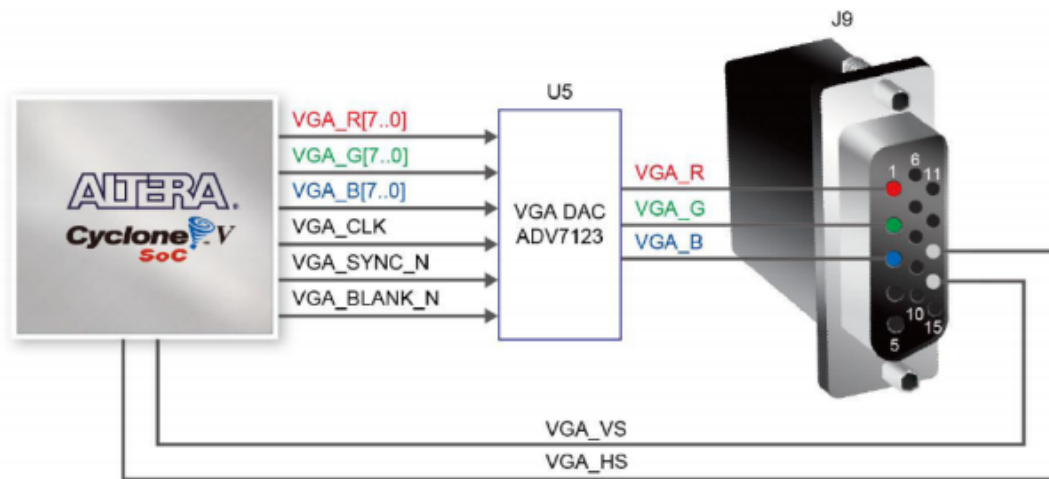 J9
U5
ALTERA.
Cyclone V
SoC
VGA_R[7..0]
VGA_G[7..0]
VGA_B[7..0]
VGA_CLK
VGA_SYNC_N
VGA_BLANK_N
VGA DAC
ADV7123
VGA_R
VGA_G
VGA_B
1
6
11
5
10
15
VGA_VS
VGA_HS